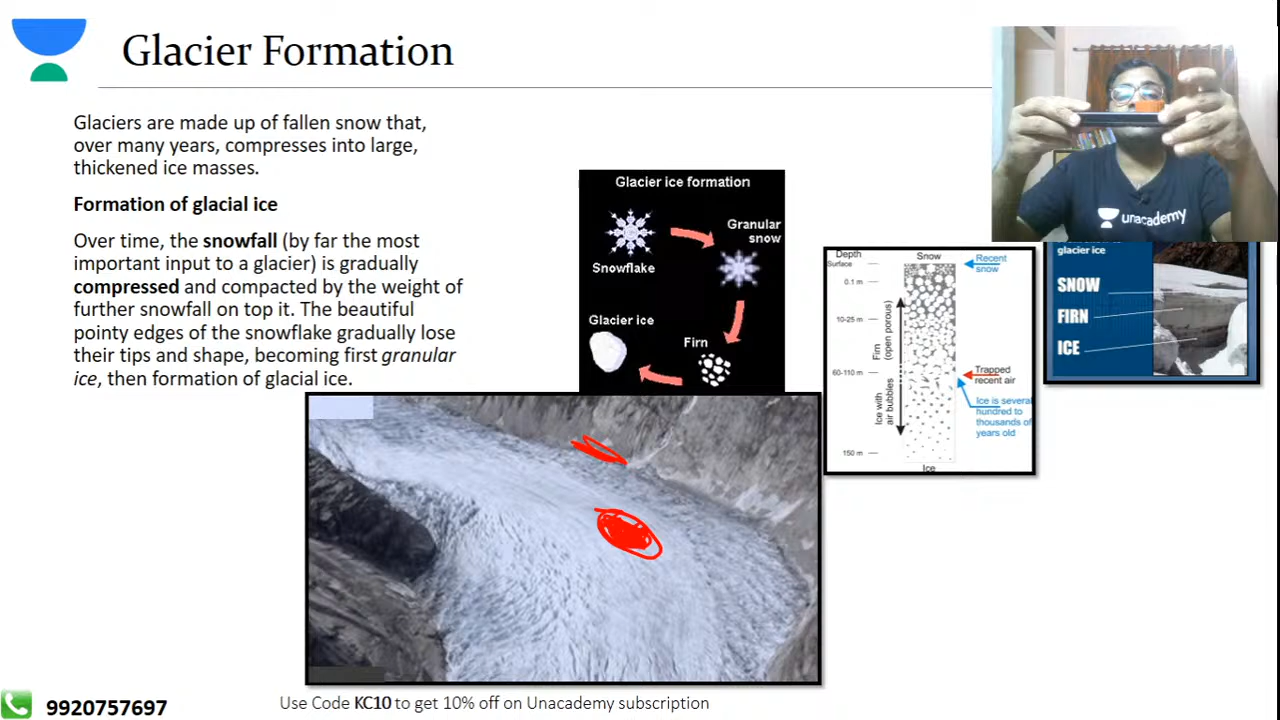 Glacier Formation
Glaciers are made up of fallen snow that,
over many years, compresses into large,
thickened ice masses.
Formation of glacial ice
Over time, the snowfall (by far the most
important input to a glacier) is gradually
compressed and compacted by the weight of
further snowfall on top it. The beautiful
pointy edges of the snowflake gradually lose
their tips and shape, becoming first granular
ice, then formation of glacial ice.
Glacier ice formation
Snowflake
Granular
snow
Firn
Glacier ice
Depth
Surface
0.1 m
10-25 m
60-110 m
150 m
Snow
Firn
(open porous)
Ice with
air bubbles
Ice
Recent
snow
Trapped
recent air
Ice is several
hundred to
thousands of
years old
unacademy
glacier ice
SNOW
FIRN
ICE
9920757697
Use Code KC10 to get 10% off on Unacademy subscription